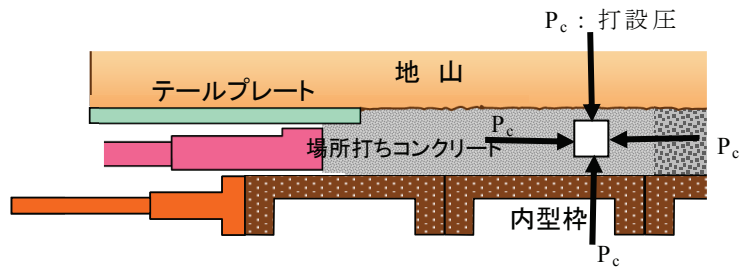 Pc：打設圧
地 山
テールプレート
Pc
場所打ちコンクリート
Pc
内型枠
Pc